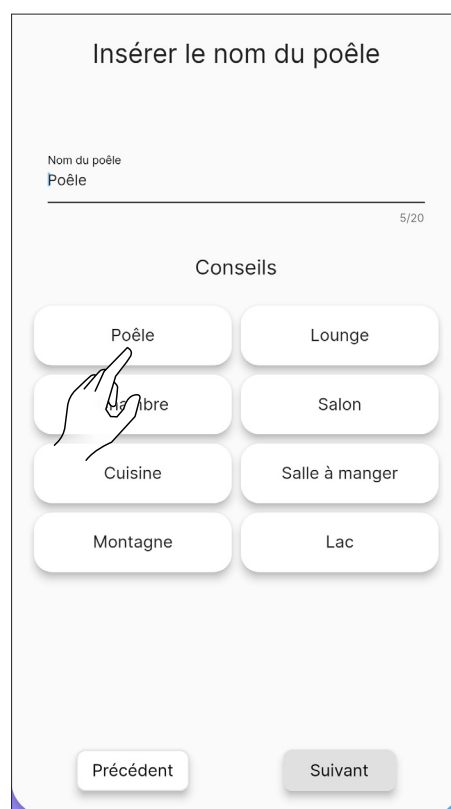 Insérer le nom du poêle
Nom du poêle
Poêle
5/20
Conseils
Poêle Lounge
Salon
Cuisine Salle à manger
Montagne Lac
Précédent Suivant